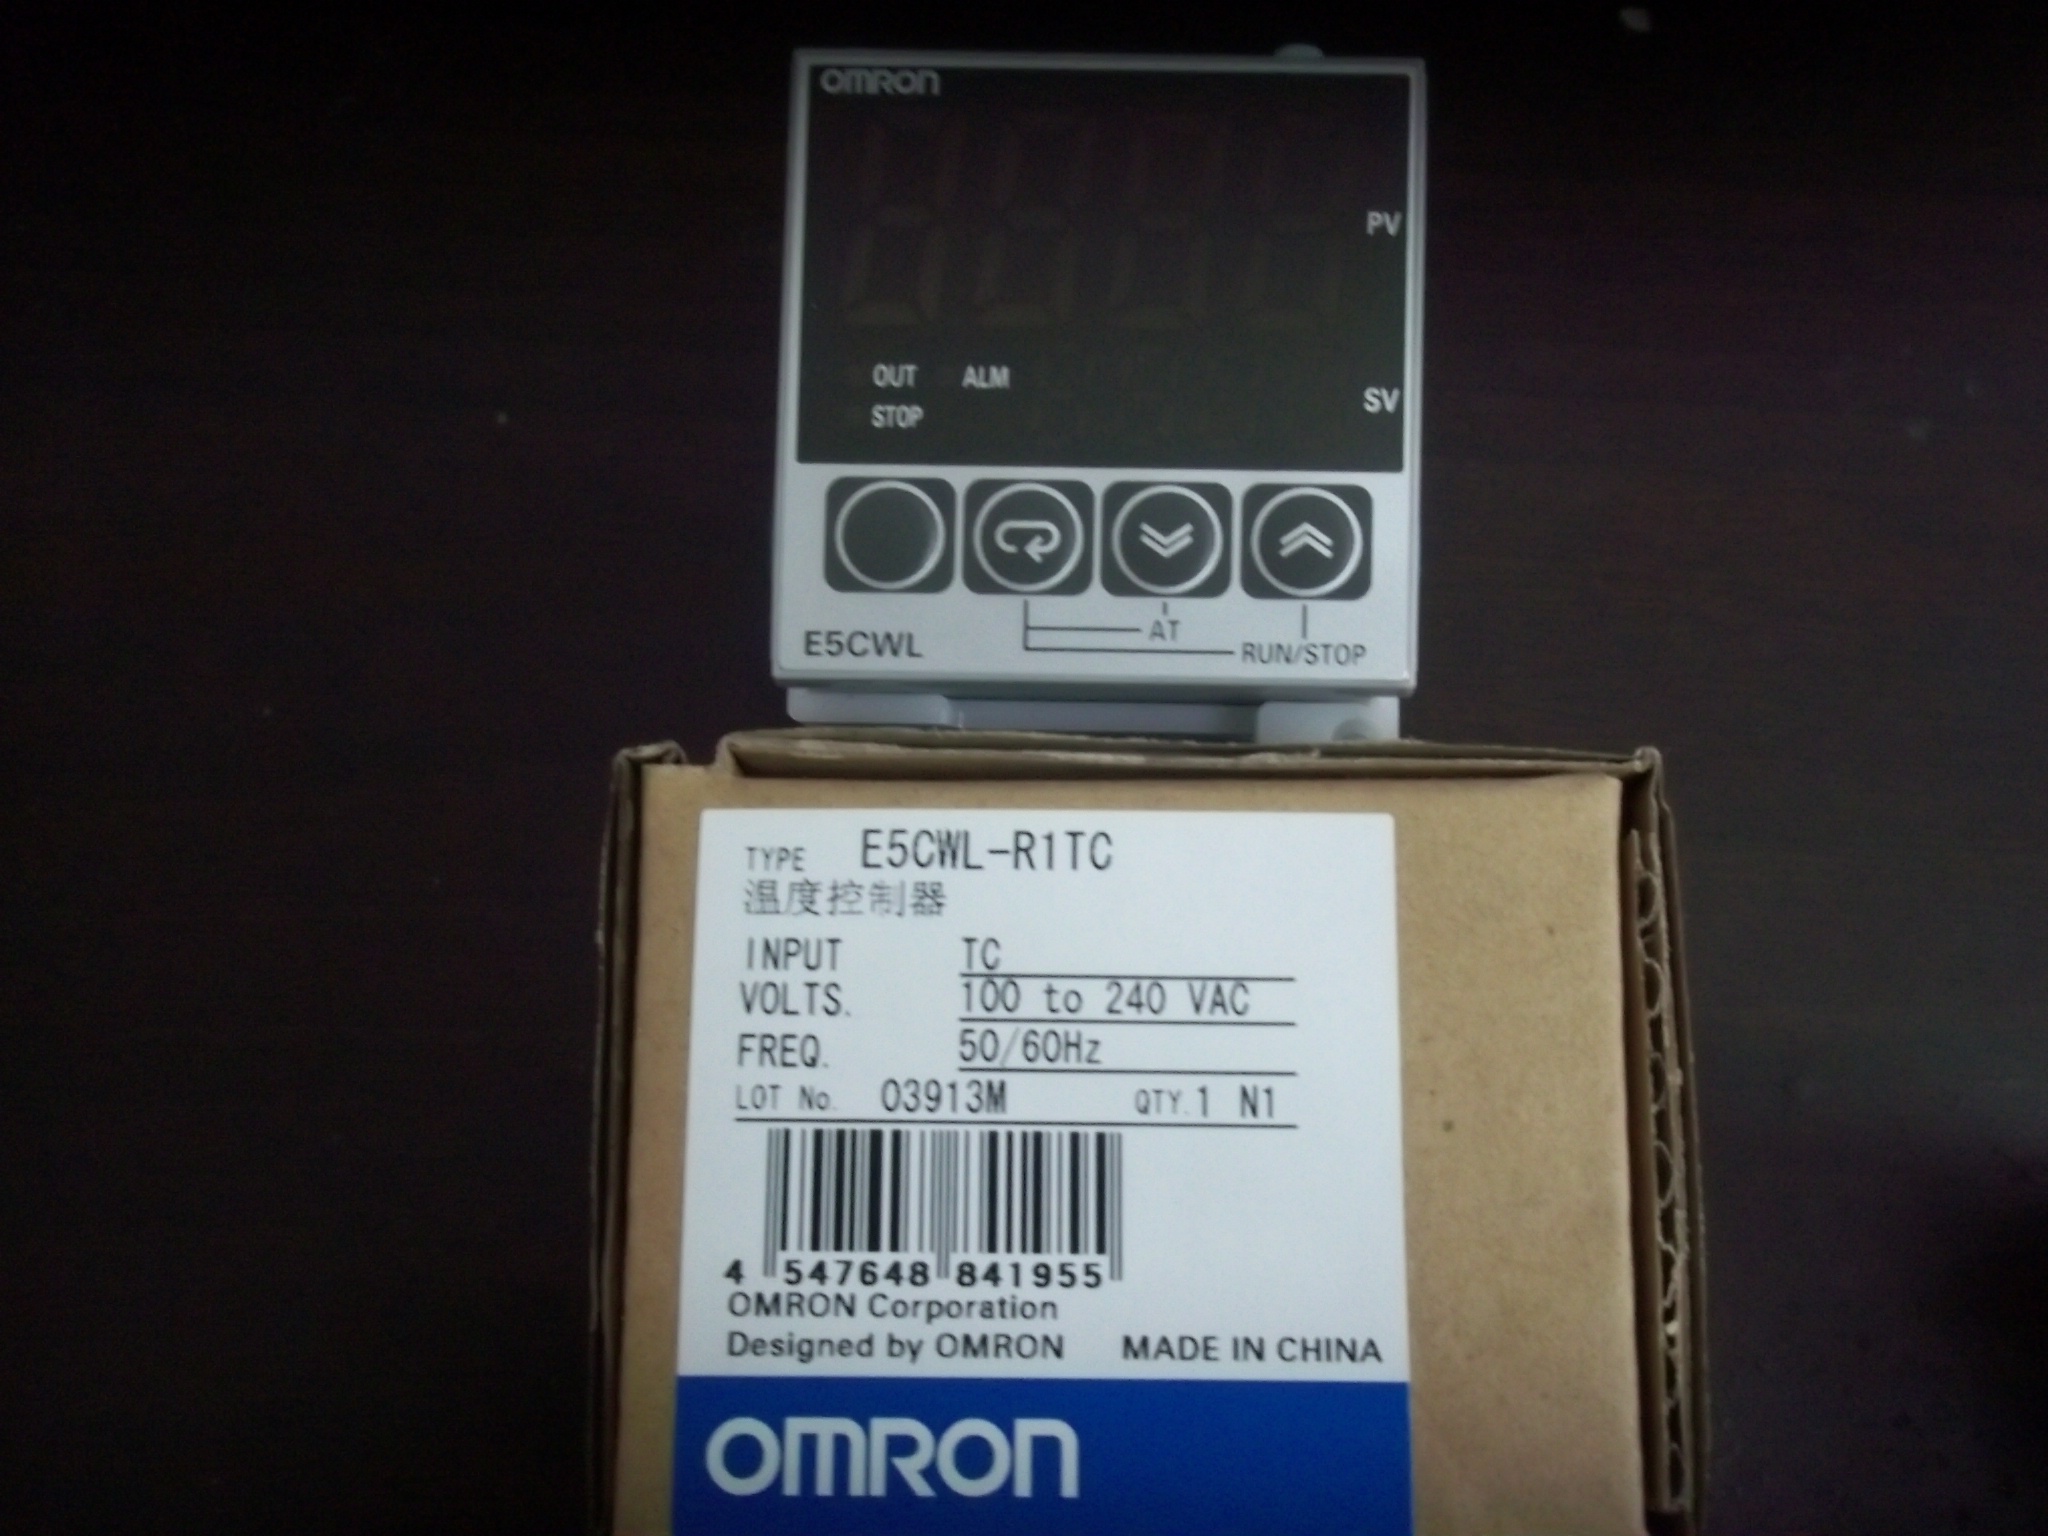 OMRON
PV
OUT ALM
SV
STOP
AT
E5CWL
RUN/STOP
TYPE E5CWL-R1TC
温度控制器
INPUT TC
VOLTS. 100 to 240 VAC
FREQ. 50/60Hz
LOT No. 03913M QTY.1 N1
4 547648 841955
OMRON Corporation
Designed by OMRON MADE IN CHINA
OMRON